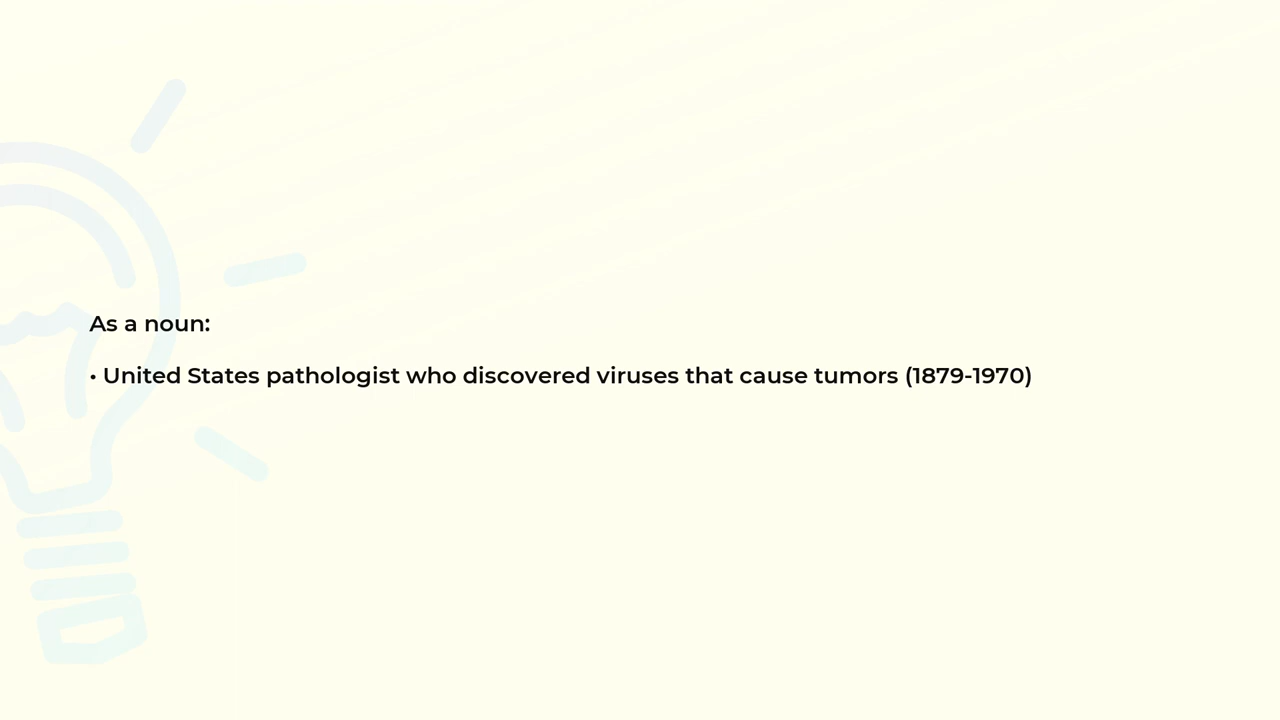 As a noun:
• United States pathologist who discovered viruses that cause tumors (1879-1970)